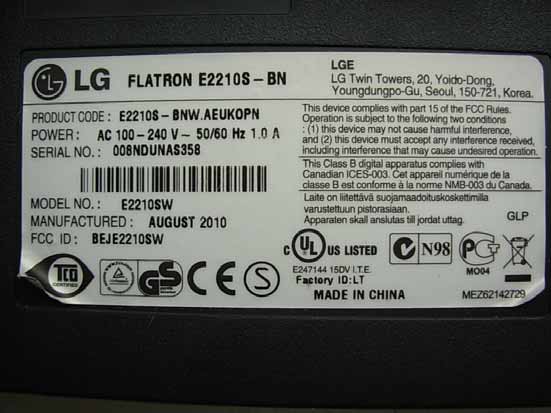 LG FLATRON E2210S-BN
LGE
LG Twin Towers, 20, Yoido-Dong,
Youngdungpo-Gu, Seoul, 150-721, Korea.
PRODUCT CODE : E2210S-BNW.AEUKOPN
POWER: AC 100-240 V~ 50/60 Hz 1.0 A
SERIAL NO. : 008NDUNAS358
MODEL NO. : E2210SW
MANUFACTURED : AUGUST 2010
FCC ID : BEJE2210SW
This device complies with part 15 of the FCC Rules.
Operation is subject to the following two conditions
: (1) this device may not cause harmful interference,
and (2) this device must accept any interference received,
including interference that may cause undesired operation.
This Class B digital apparatus complies with
Canadian ICES-003. Cet appareil numérique de la
classe B est conforme à la norme NMB-003 du Canada.
Laite on liitettävä suojamaadoituskoskettimilla
varustettuun pistorasiaan.
Apparaten skall anslutas till jordat uttag.
GLP
TCO
CERTIFIED
GS
CE
S
c UL US LISTED
N98
PG
MO04
E247144 15DV I.T.E.
Factory ID:LT
MADE IN CHINA
MEZ62142729